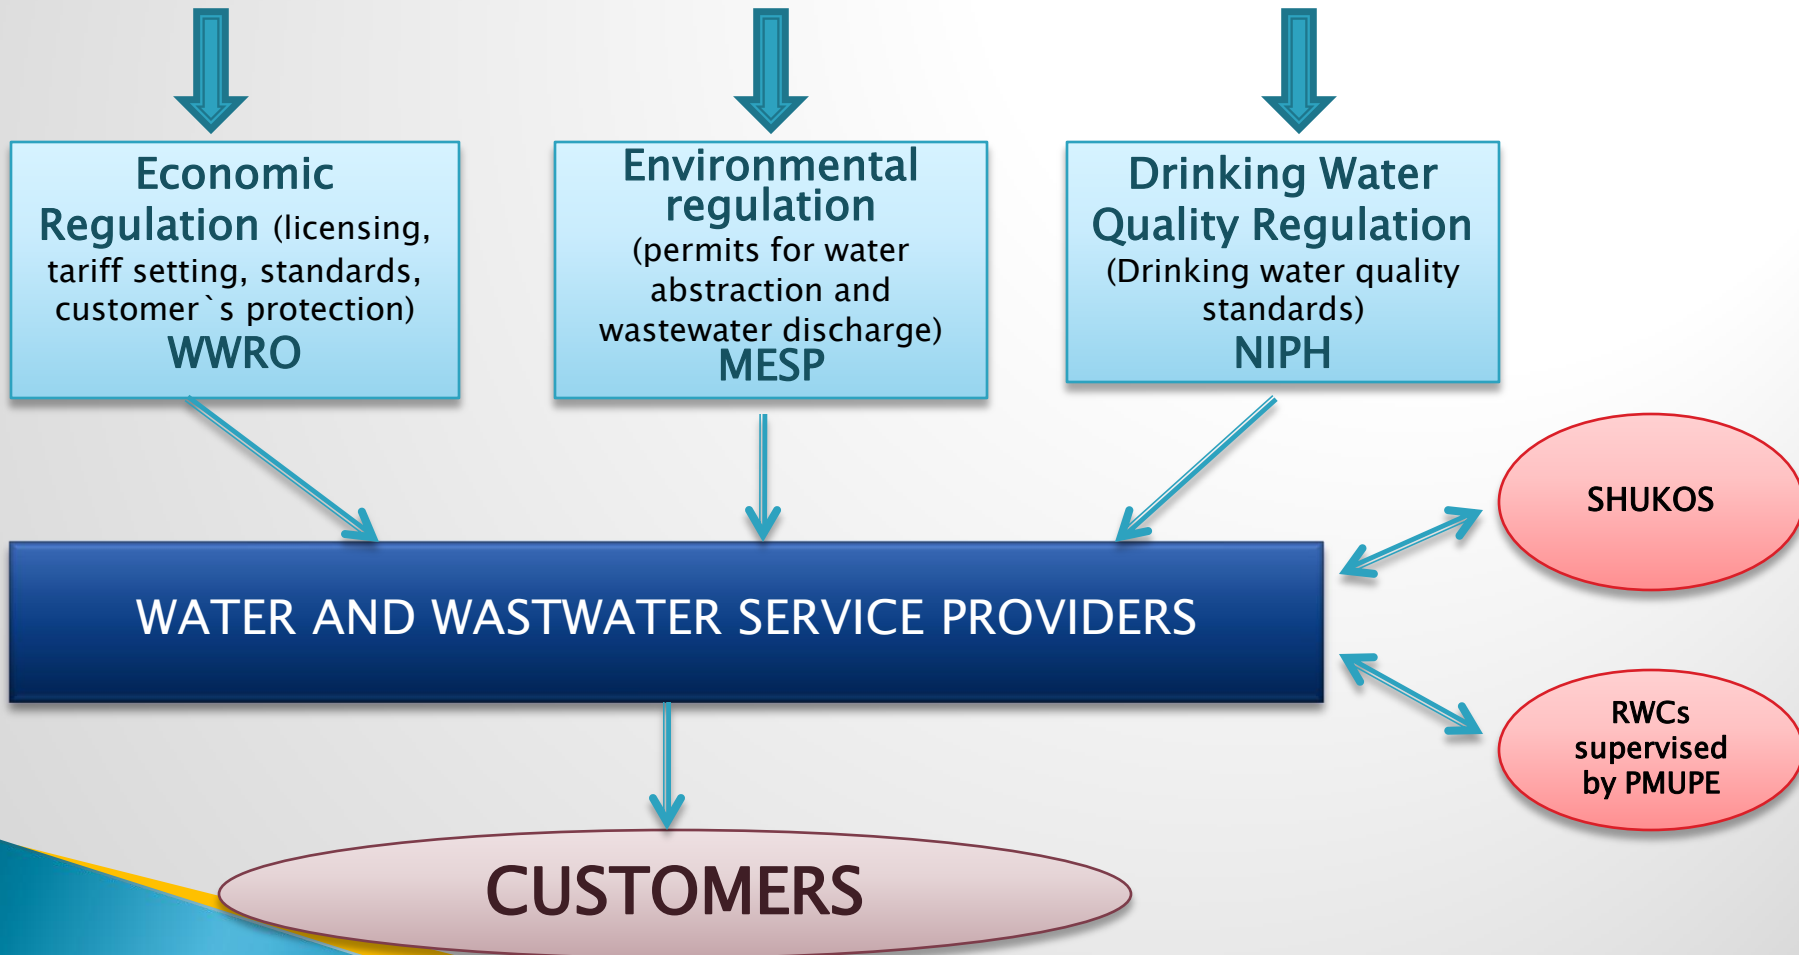 Economic
Regulation (licensing,
tariff setting, standards,
customer`s protection)
WWRO
Environmental
regulation
(permits for water
abstraction and
wastewater discharge)
MESP
Drinking Water
Quality Regulation
(Drinking water quality
standards)
NIPH
SHUKOS
WATER AND WASTWATER SERVICE PROVIDERS
RWCs
supervised
by PMUPE
CUSTOMERS